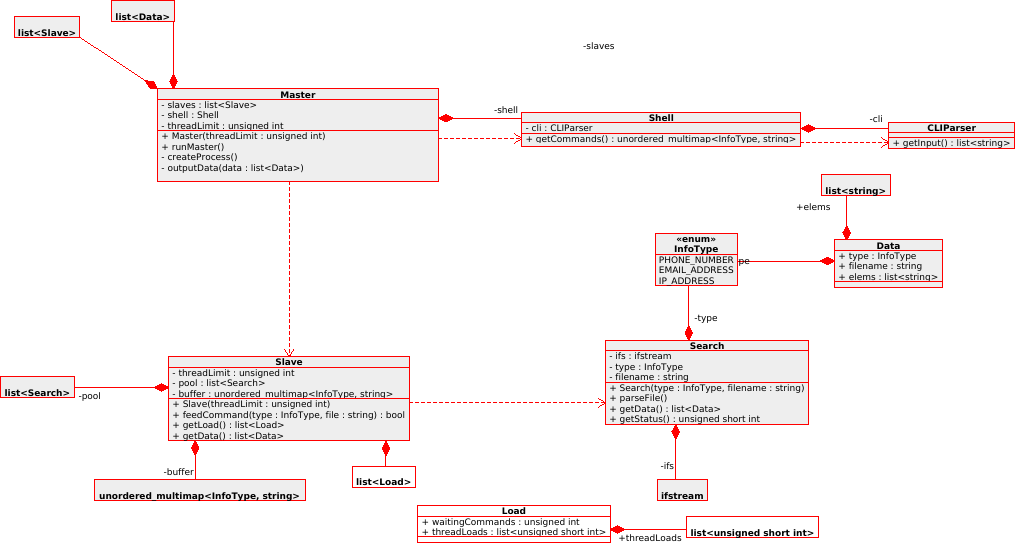 list<Data>
list<Slave>
-slaves
Master
- slaves : list<Slave>
- shell : Shell
- threadLimit : unsigned int
+ Master(threadLimit : unsigned int)
+ runMaster()
- createProcess()
- outputData(data : list<Data>)
-shell
Shell
- cli : CLIParser
+ getCommands() : unordered_multimap<InfoType, string>
-cli
CLIParser
+ getInput() : list<string>
list<string>
+elems
«enum»
InfoType
PHONE_NUMBER
EMAIL_ADDRESS
IP_ADDRESS
pe
Data
+ type : InfoType
+ filename : string
+ elems : list<string>
-type
Search
- ifs : ifstream
- type : InfoType
- filename : string
+ Search(type : InfoType, filename : string)
+ parseFile()
+ getData() : list<Data>
+ getStatus() : unsigned short int
Slave
- threadLimit : unsigned int
- pool : list<Search>
- buffer : unordered_multimap<InfoType, string>
+ Slave(threadLimit : unsigned int)
+ feedCommand(type : InfoType, file : string) : bool
+ getLoad() : list<Load>
+ getData() : list<Data>
list<Search>
-pool
-buffer
unordered_multimap<InfoType, string>
list<Load>
-ifs
ifstream
Load
+ waitingCommands : unsigned int
+ threadLoads : list<unsigned short int>
+threadLoads
list<unsigned short int>